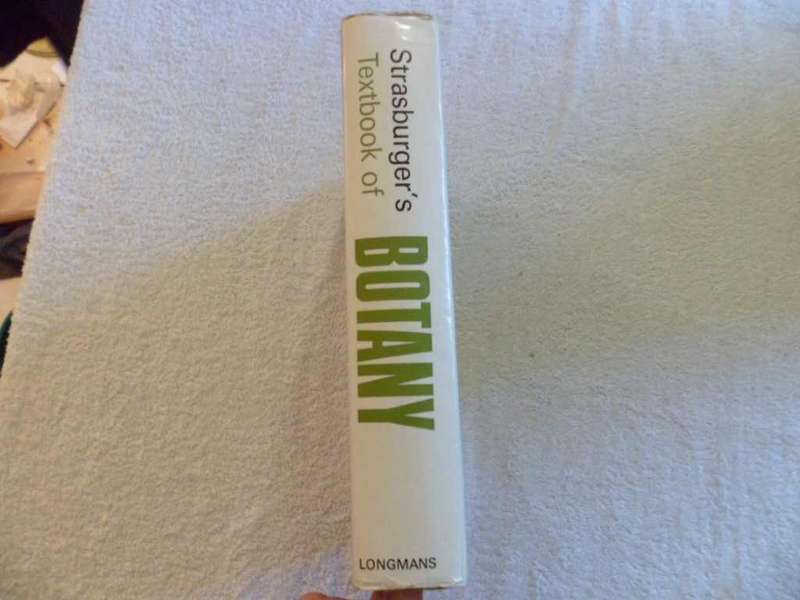 Strasburger's
Textbook of
BOTANY
LONGMANS